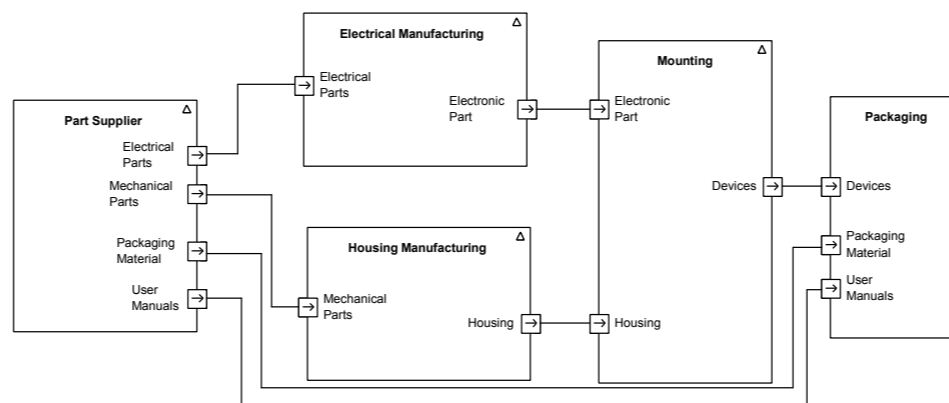 Part Supplier
Electrical
Parts
Mechanical
Parts
Packaging
Material
User
Manuals
Electrical Manufacturing
Electrical
Parts
Electronic
Part
Housing Manufacturing
Mechanical
Parts
Housing
Mounting
Electronic
Part
Devices
Housing
Packaging
Devices
Packaging
Material
User
Manuals